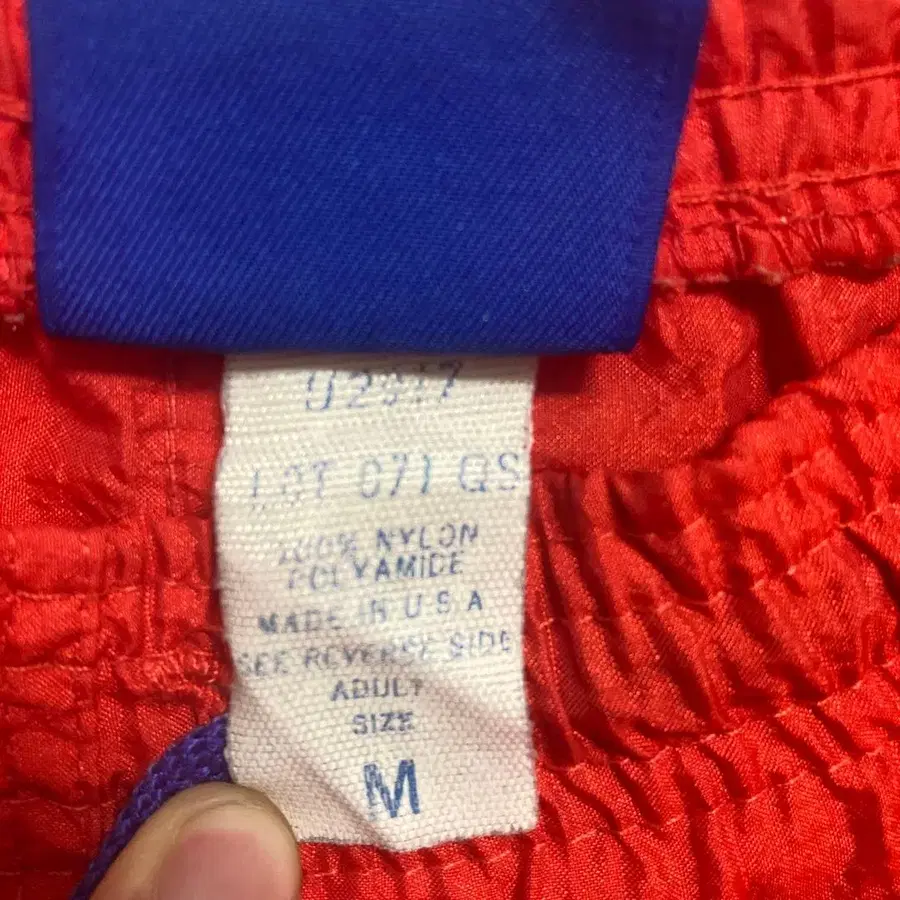 LOT 071 QS
100% NYLON
POLYAMIDE
MADE IN U S A
SEE REVERSE SIDE
ADULT
SIZE
M